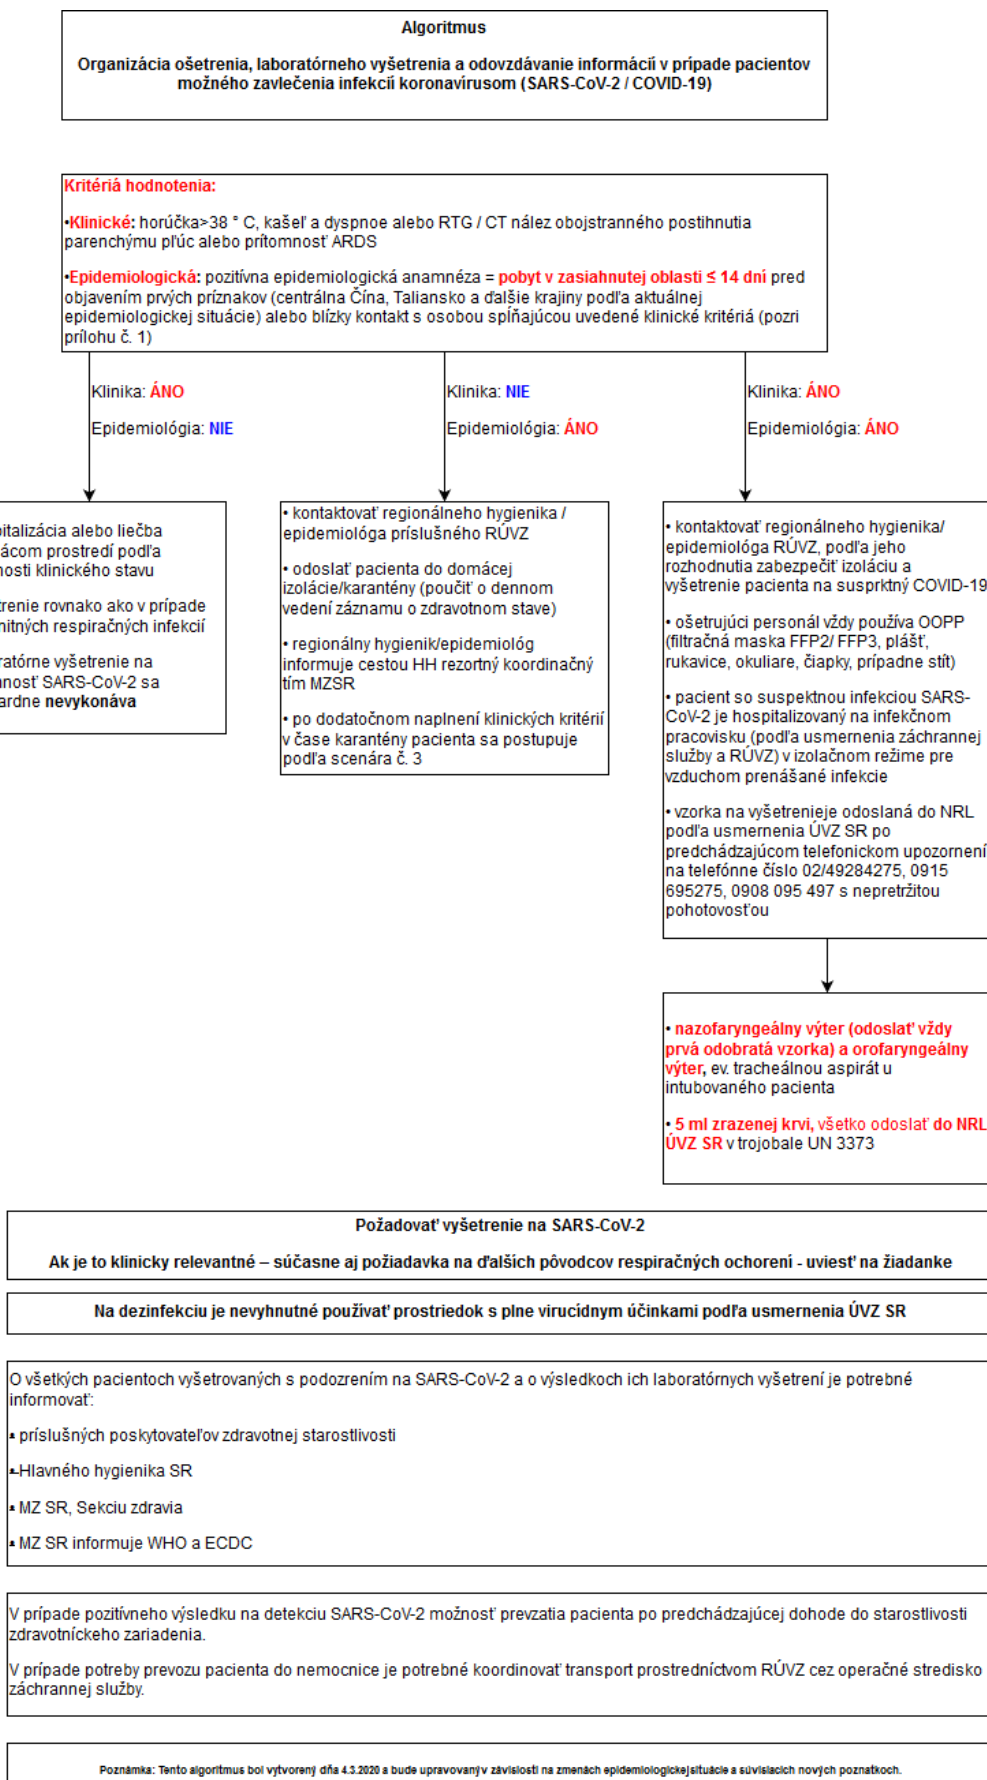 Algoritmus
Organizácia ošetrenia, laboratórneho vyšetrenia a odovzdávanie informácií v prípade pacientov
možného zavlečenia infekcií koronavírusom (SARS-CoV-2 / COVID-19)
Kritériá hodnotenia:
•Klinické: horúčka>38 ° C, kašeľ a dyspnoe alebo RTG / CT nález obojstranného postihnutia
parenchýmu pľúc alebo prítomnosť ARDS
•Epidemiologická: pozitívna epidemiologická anamnéza = pobyt v zasiahnutej oblasti ≤ 14 dní pred
objavením prvých príznakov (centrálna Čína, Taliansko a ďalšie krajiny podľa aktuálnej
epidemiologickej situácie) alebo blízky kontakt s osobou spĺňajúcou uvedené klinické kritériá (pozri
prílohu č. 1)
Klinika: ÁNO
Epidemiológia: NIE
Klinika: NIE
Epidemiológia: ÁNO
Klinika: ÁNO
Epidemiológia: ÁNO
pitalizácia alebo liečba
ácom prostredí podľa
nosti klinického stavu
trenie rovnako ako v prípade
nitných respiračných infekcií
ratórne vyšetrenie na
nnosť SARS-CoV-2 sa
ardne nevykonáva
• kontaktovať regionálneho hygienika /
epidemiológa príslušného RÚVZ
• odoslať pacienta do domácej
izolácie/karantény (poučiť o dennom
vedení záznamu o zdravotnom stave)
• regionálny hygienik/epidemiológ
informuje cestou HH rezortný koordinačný
tím MZSR
• po dodatočnom naplnení klinických kritérií
v čase karantény pacienta sa postupuje
podľa scenára č. 3
• kontaktovať regionálneho hygienika/
epidemiológa RÚVZ, podľa jeho
rozhodnutia zabezpečiť izoláciu a
vyšetrenie pacienta na susprktný COVID-19
• ošetrujúci personál vždy používa OOPP
(filtračná maska FFP2/ FFP3, plášť,
rukavice, okuliare, čiapky, prípadne stít)
• pacient so suspektnou infekciou SARS-
CoV-2 je hospitalizovaný na infekčnom
pracovisku (podľa usmernenia záchrannej
služby a RÚVZ) v izolačnom režime pre
vzduchom prenášané infekcie
• vzorka na vyšetrenieje odoslaná do NRL
podľa usmernenia ÚVZ SR po
predchádzajúcom telefonickom upozornení
na telefónne číslo 02/49284275, 0915
695275, 0908 095 497 s nepretržitou
pohotovosťou
• nazofaryngeálny výter (odoslať vždy
prvá odobratá vzorka) a orofaryngeálny
výter, ev. tracheálnou aspirát u
intubovaného pacienta
• 5 ml zrazenej krvi, všetko odoslať do NRL
ÚVZ SR v trojobale UN 3373
Požadovať vyšetrenie na SARS-CoV-2
Ak je to klinicky relevantné – súčasne aj požiadavka na ďalších pôvodcov respiračných ochorení - uviesť na žiadanke
Na dezinfekciu je nevyhnutné používať prostriedok s plne virucídnym účinkami podľa usmernenia ÚVZ SR
O všetkých pacientoch vyšetrovaných s podozrením na SARS-CoV-2 a o výsledkoch ich laboratórnych vyšetrení je potrebné
informovať:
• príslušných poskytovateľov zdravotnej starostlivosti
•-Hlavného hygienika SR
• MZ SR, Sekciu zdravia
• MZ SR informuje WHO a ECDC
V prípade pozitívneho výsledku na detekciu SARS-CoV-2 možnosť prevzatia pacienta po predchádzajúcej dohode do starostlivosti
zdravotníckeho zariadenia.
V prípade potreby prevozu pacienta do nemocnice je potrebné koordinovať transport prostredníctvom RÚVZ cez operačné stredisko
záchrannej služby.
Poznámka: Tento algoritmus bol vytvorený dňa 4.3.2020 a bude upravovaný v závislosti na zmenách epidemiologickej situácie a súvisiacich nových poznatkoch.